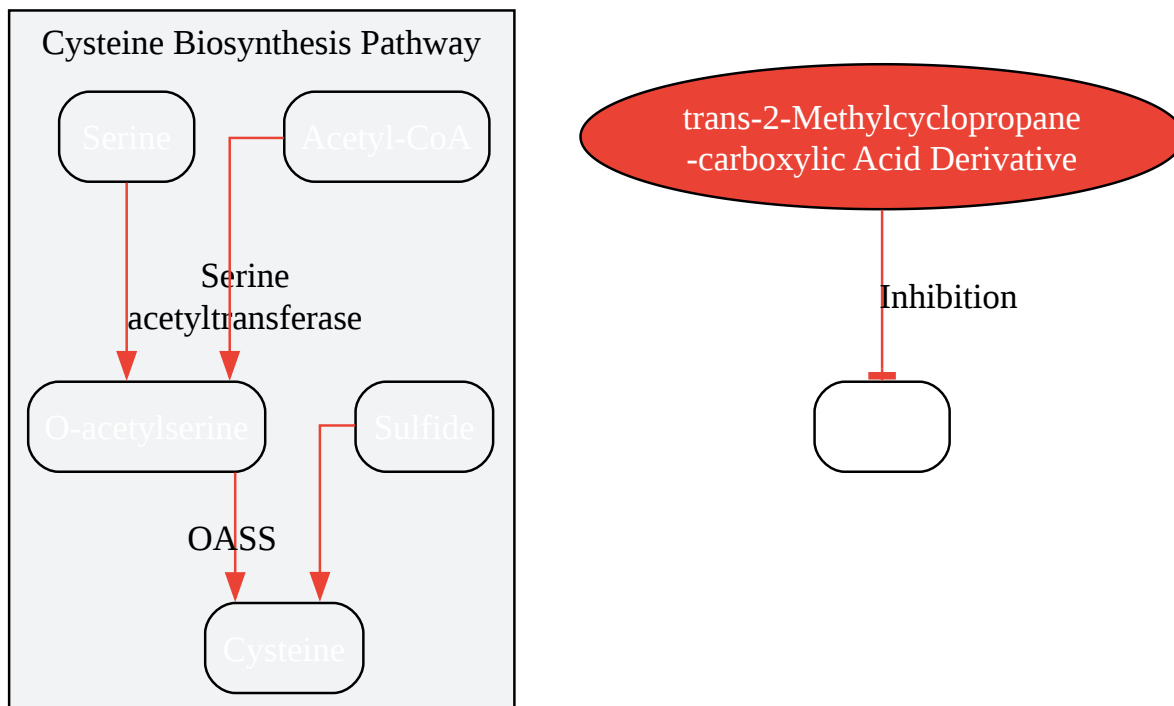 Cysteine Biosynthesis Pathway
Serine
Acetyl-CoA
trans-2-Methylcyclopropane
-carboxylic Acid Derivative
Serine
acetyltransferase
Inhibition
O-acetylserine
Sulfide
OASS
Cysteine